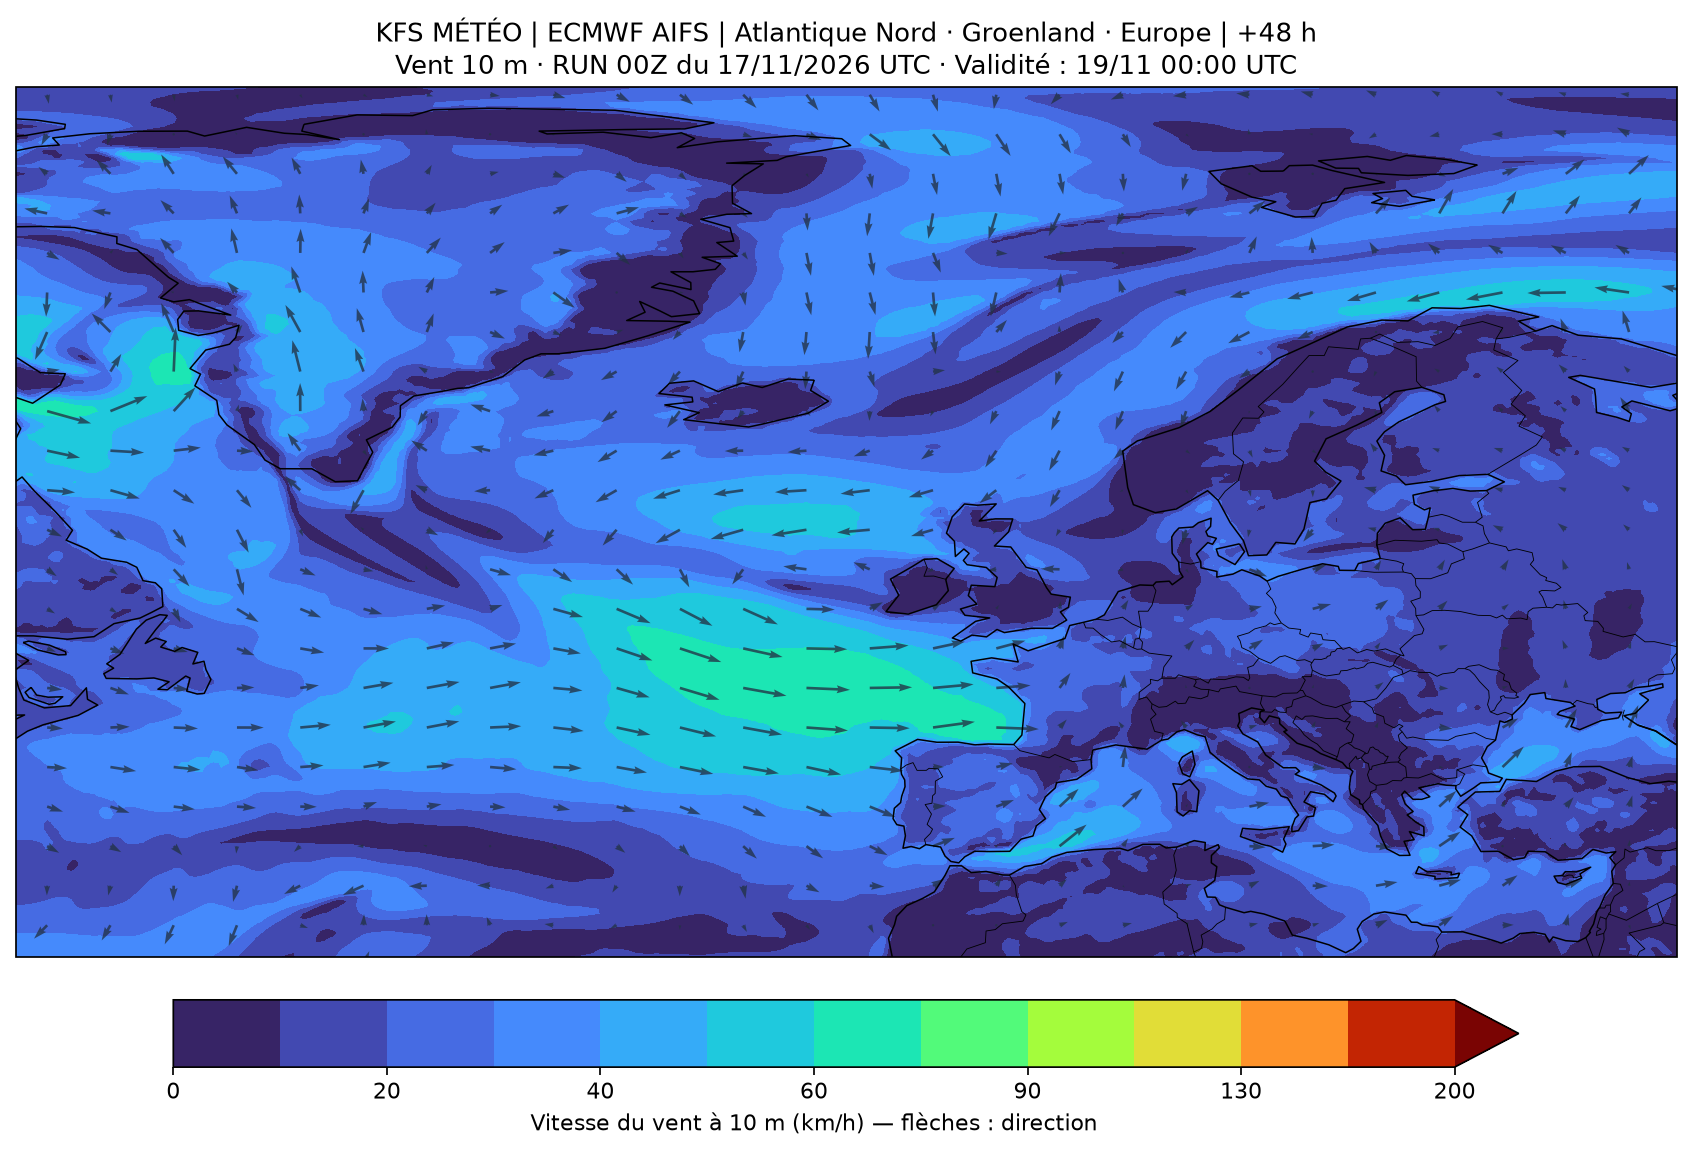 KFS MÉTÉO | ECMWF AIFS | Atlantique Nord · Groenland · Europe | +48 h
Vent 10 m · RUN 00Z du 17/11/2026 UTC · Validité : 19/11 00:00 UTC
0 20 40 60 90 130 200
Vitesse du vent à 10 m (km/h) — flèches : direction